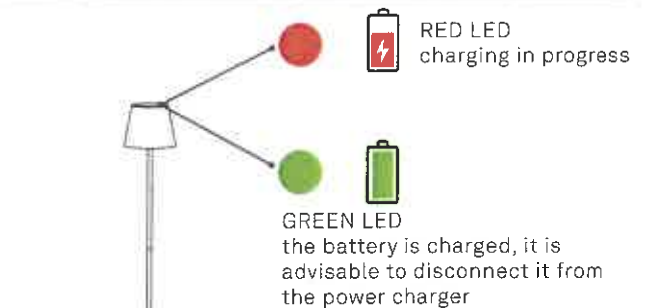 RED LED
charging in progress
GREEN LED
the battery is charged, it is
advisable to disconnect it from
the power charger